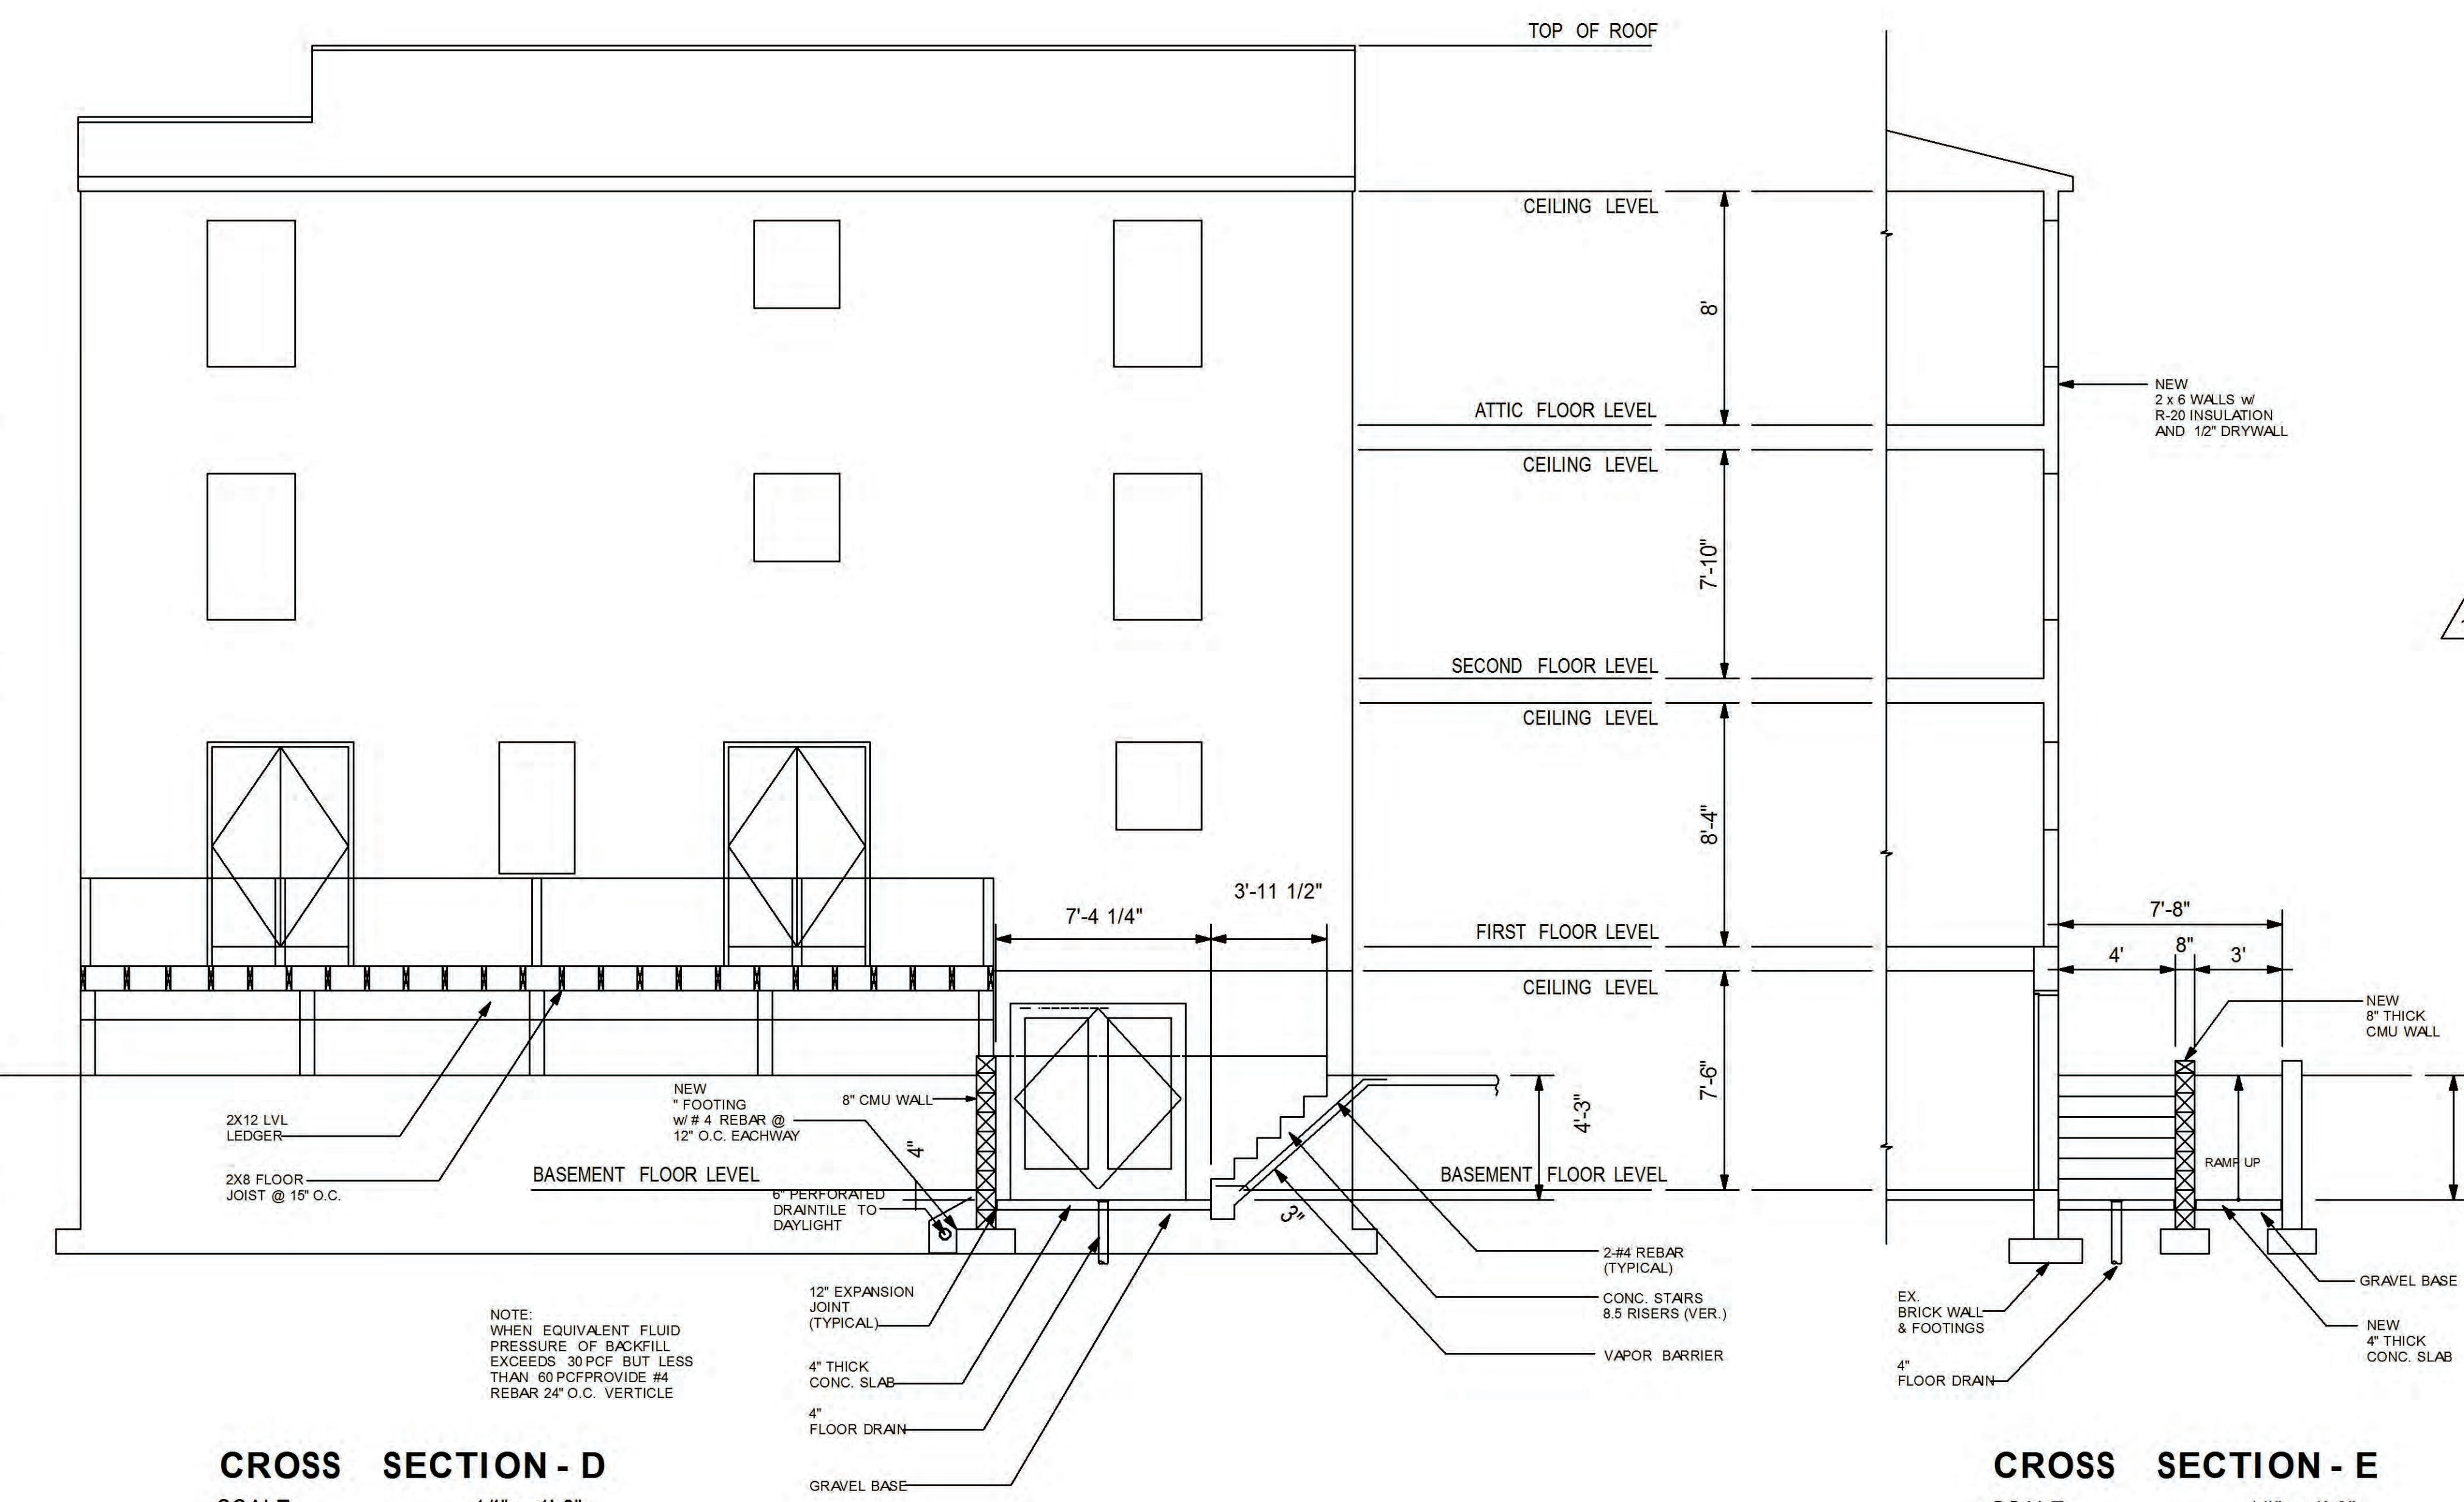 TOP OF ROOF
CEILING LEVEL
8'
ATTIC FLOOR LEVEL
CEILING LEVEL
7'-10"
SECOND FLOOR LEVEL
CEILING LEVEL
8'-4"
FIRST FLOOR LEVEL
CEILING LEVEL
7'-6"
4'-3"
BASEMENT FLOOR LEVEL
7'-4 1/4"
3'-11 1/2"
NEW
2 x 6 WALLS w/
R-20 INSULATION
AND 1/2" DRYWALL
7'-8"
4'
8"
3'
NEW
8" THICK
CMU WALL
RAMP UP
2X12 LVL
LEDGER
2X8 FLOOR
JOIST @ 15" O.C.
NEW
" FOOTING
w/ # 4 REBAR @
12" O.C. EACHWAY
8" CMU WALL
4"
BASEMENT FLOOR LEVEL
6" PERFORATED
DRAINTILE TO
DAYLIGHT
3"
12" EXPANSION
JOINT
(TYPICAL)
4" THICK
CONC. SLAB
4"
FLOOR DRAIN
GRAVEL BASE
2-#4 REBAR
(TYPICAL)
CONC. STAIRS
8.5 RISERS (VER.)
VAPOR BARRIER
EX.
BRICK WALL
& FOOTINGS
4"
FLOOR DRAIN
GRAVEL BASE
NEW
4" THICK
CONC. SLAB
NOTE:
WHEN EQUIVALENT FLUID
PRESSURE OF BACKFILL
EXCEEDS 30 PCF BUT LESS
THAN 60 PCFPROVIDE #4
REBAR 24" O.C. VERTICLE
CROSS SECTION - D
CROSS SECTION - E